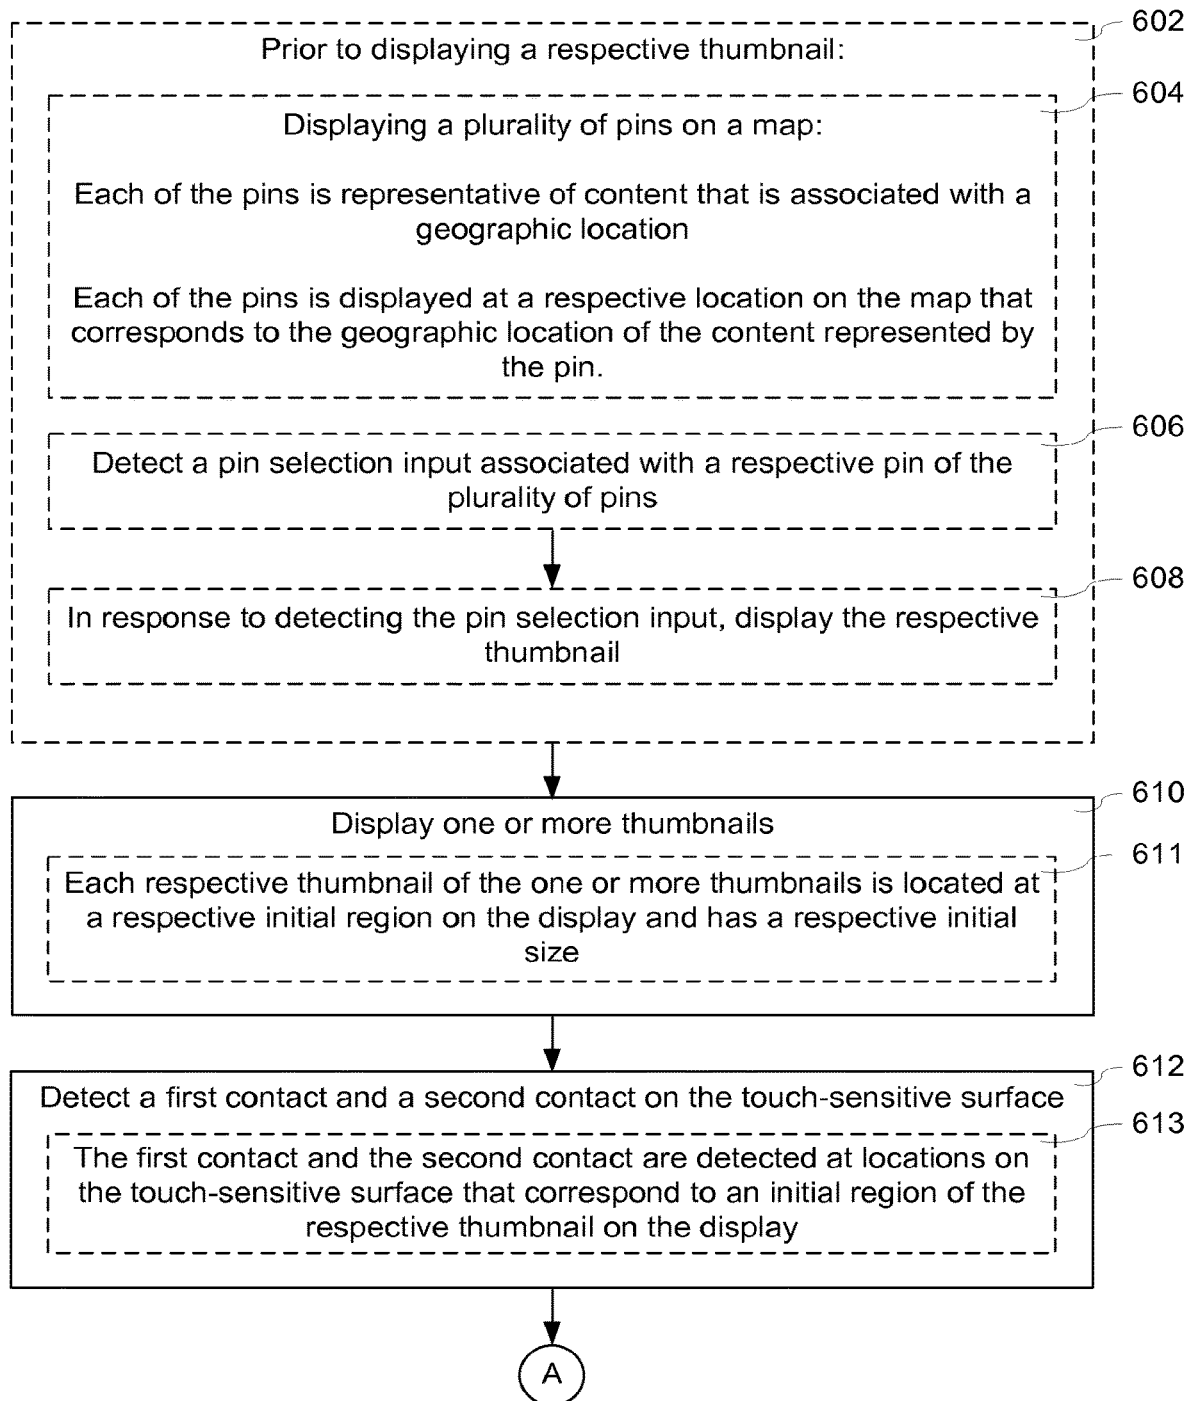 602
Prior to displaying a respective thumbnail:
604
Displaying a plurality of pins on a map:
Each of the pins is representative of content that is associated with a
geographic location
Each of the pins is displayed at a respective location on the map that
corresponds to the geographic location of the content represented by
the pin.
606
Detect a pin selection input associated with a respective pin of the
plurality of pins
608
In response to detecting the pin selection input, display the respective
thumbnail
610
Display one or more thumbnails
611
Each respective thumbnail of the one or more thumbnails is located at
a respective initial region on the display and has a respective initial
size
612
Detect a first contact and a second contact on the touch-sensitive surface
613
The first contact and the second contact are detected at locations on
the touch-sensitive surface that correspond to an initial region of the
respective thumbnail on the display
A